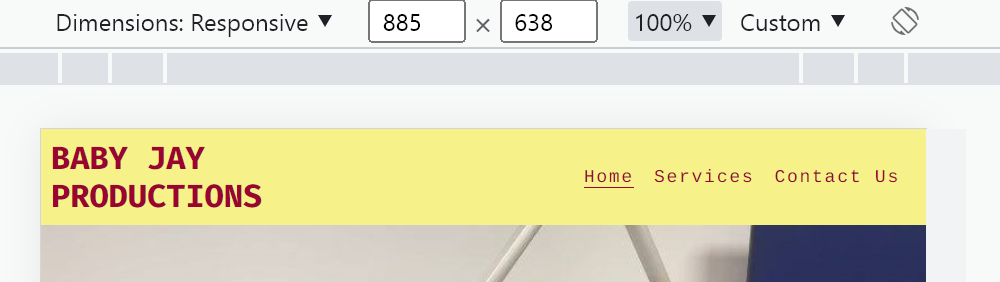 Dimensions: Responsive ▼ 885 × 638 100% ▼ Custom ▼
BABY JAY
PRODUCTIONS
Home Services Contact Us